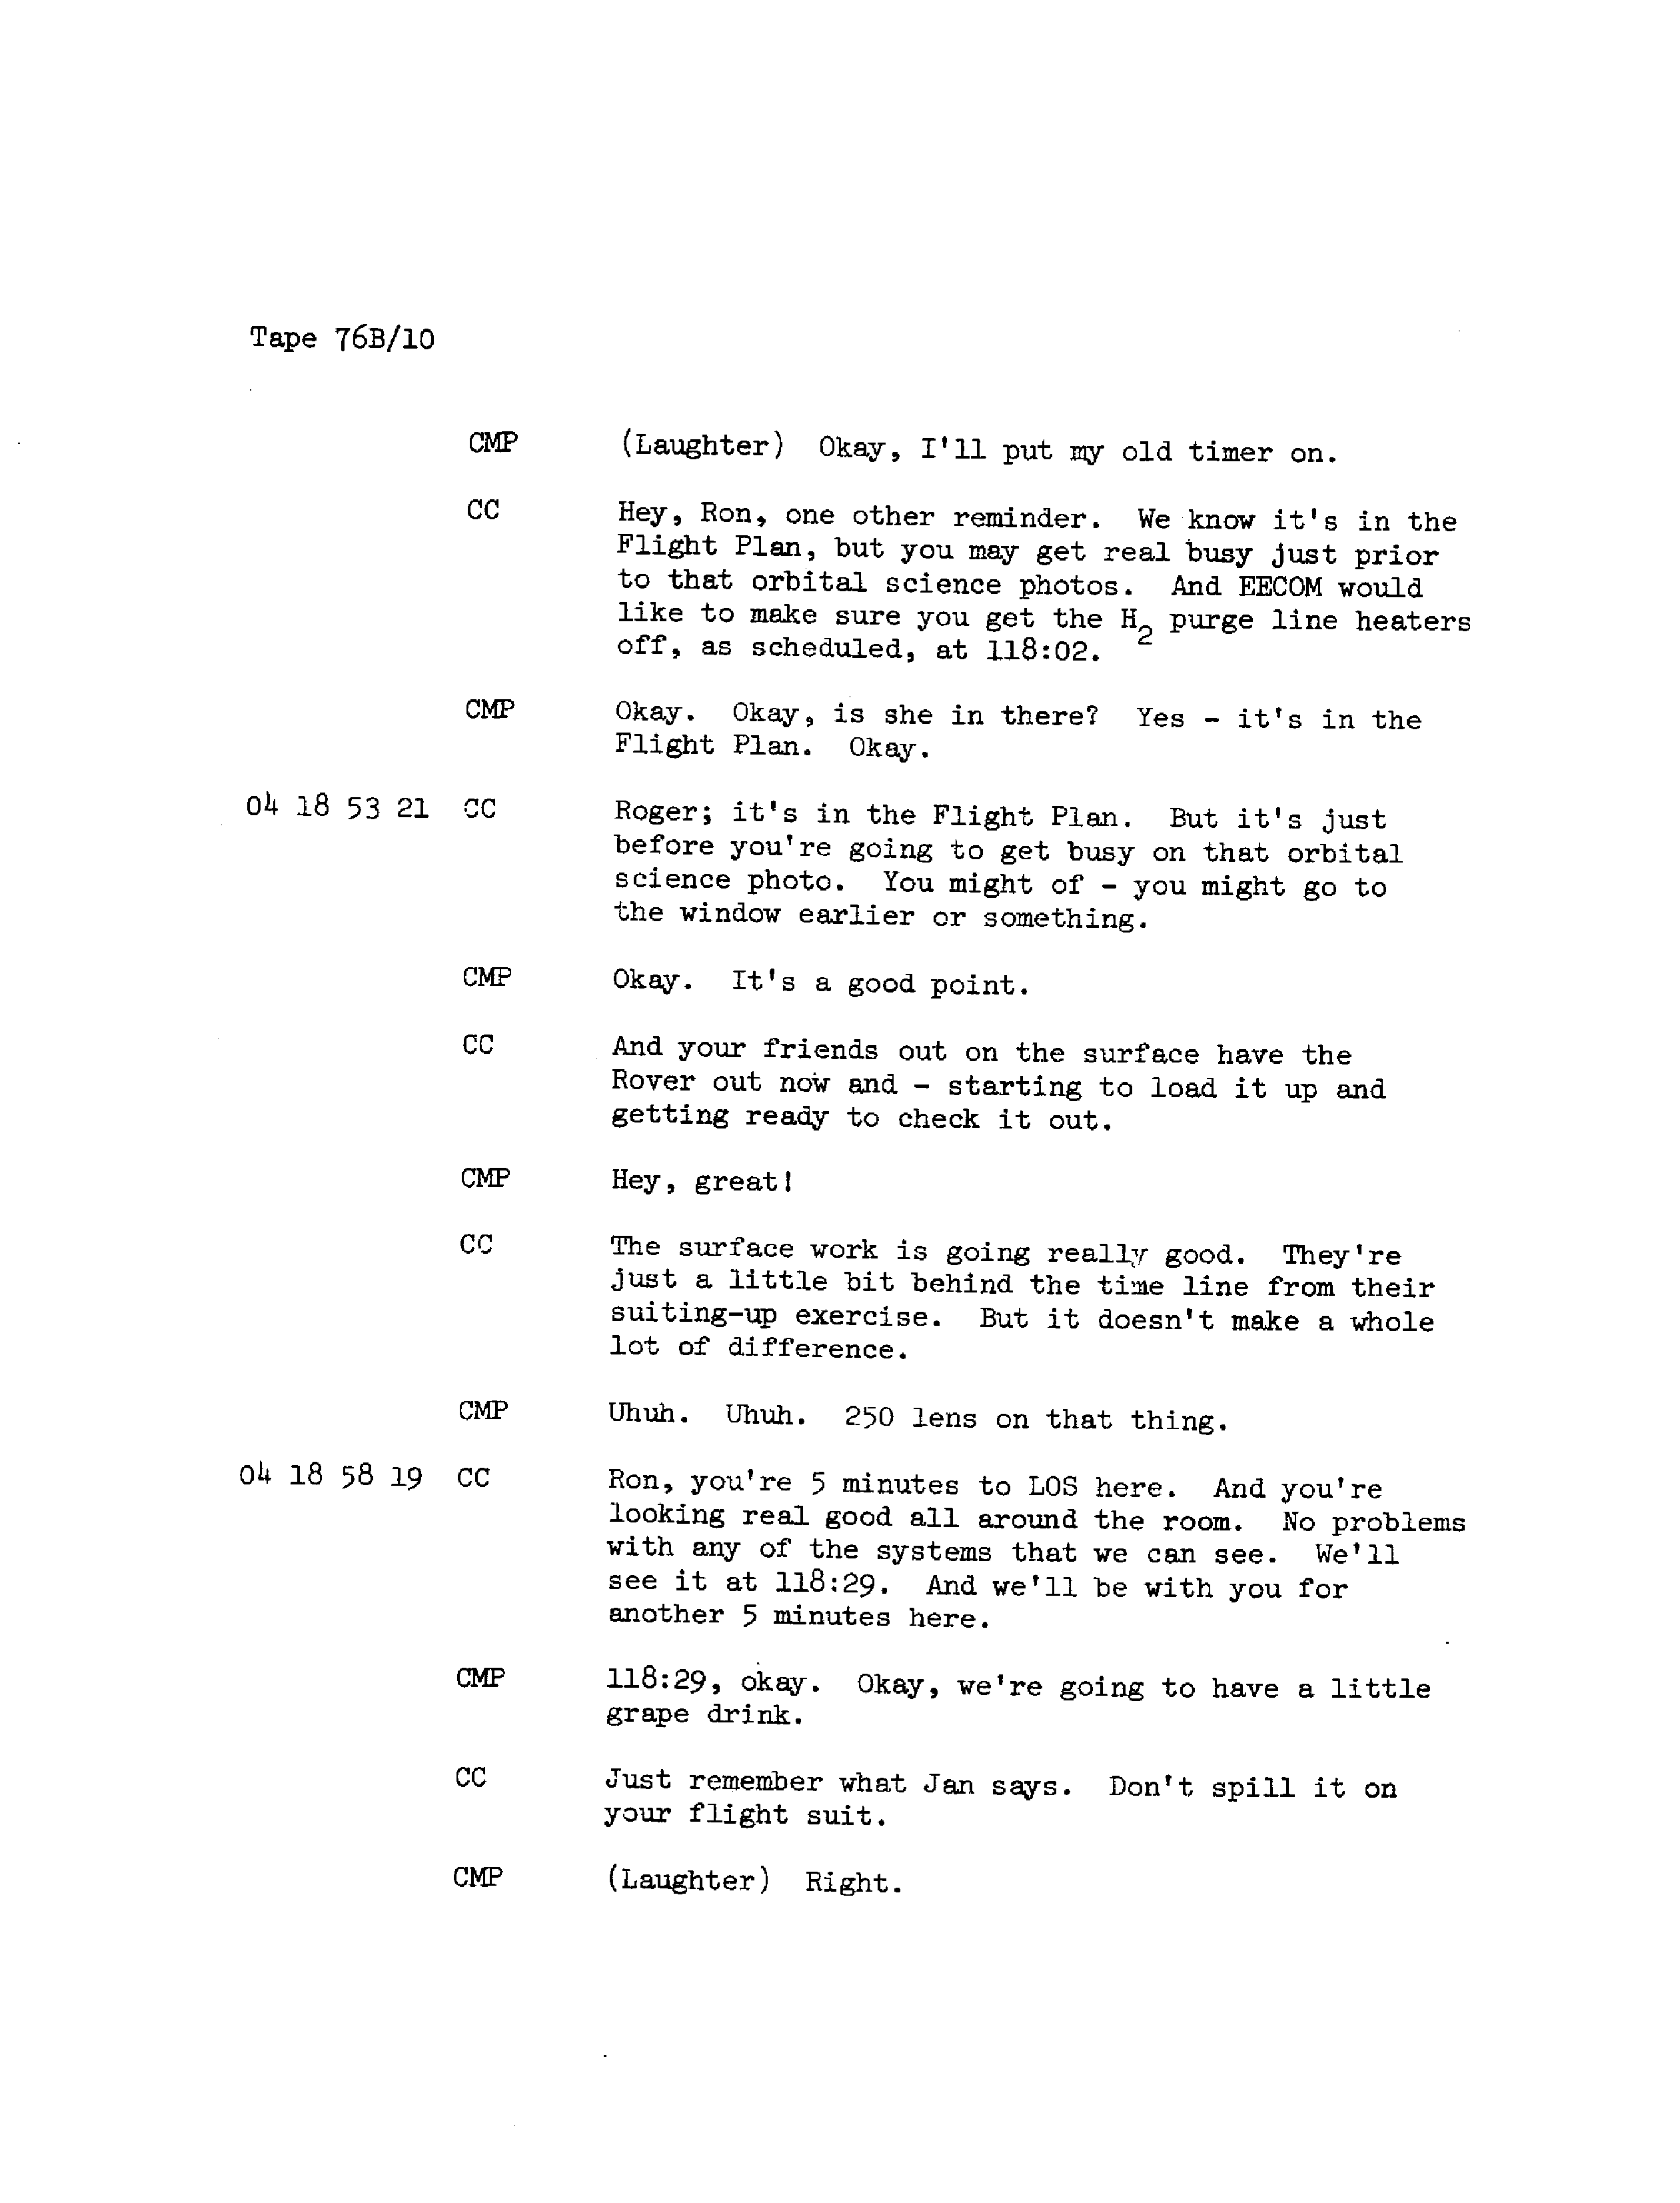 Tape 76B/10
CMP (Laughter) Okay, I'll put my old timer on.
CC Hey, Ron, one other reminder. We know it's in the
Flight Plan, but you may get real busy just prior
to that orbital science photos. And EECOM would
like to make sure you get the H2 purge line heaters
off, as scheduled, at 118:02.
CMP Okay. Okay, is she in there? Yes - it's in the
Flight Plan. Okay.
04 18 53 21 CC Roger; it's in the Flight Plan. But it's just
before you're going to get busy on that orbital
science photo. You might of - you might go to
the window earlier or something.
CMP Okay. It's a good point.
CC And your friends out on the surface have the
Rover out now and - starting to load it up and
getting ready to check it out.
CMP Hey, great!
CC The surface work is going really good. They're
just a little bit behind the time line from their
suiting-up exercise. But it doesn't make a whole
lot of difference.
CMP Uhuh. Uhuh. 250 lens on that thing.
04 18 58 19 CC Ron, you're 5 minutes to LOS here. And you're
looking real good all around the room. No problems
with any of the systems that we can see. We'll
see it at 118:29. And we'll be with you for
another 5 minutes here.
CMP 118:29, okay. Okay, we're going to have a little
grape drink.
CC Just remember what Jan says. Don't spill it on
your flight suit.
CMP (Laughter) Right.